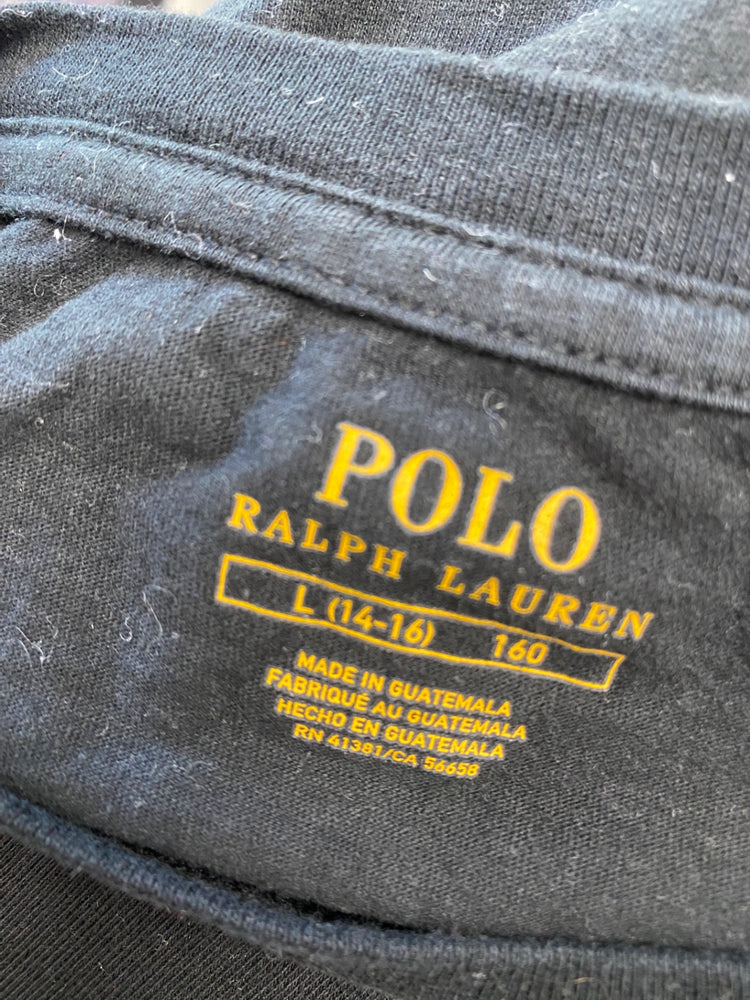 POLO
RALPH LAUREN
L (14-16) 160
MADE IN GUATEMALA
FABRIQUÉ AU GUATEMALA
HECHO EN GUATEMALA
RN 41381/CA 56658